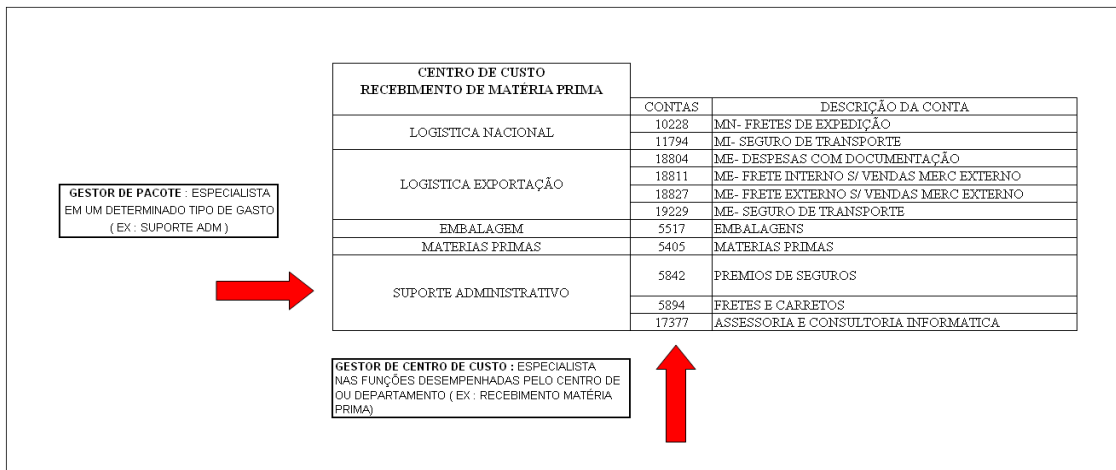 CENTRO DE CUSTO
RECEBIMENTO DE MATÉRIA PRIMA
CONTAS DESCRIÇÃO DA CONTA
LOGISTICA NACIONAL
10228 MN- FRETES DE EXPEDIÇÃO
11794 MI- SEGURO DE TRANSPORTE
LOGISTICA EXPORTAÇÃO
18804 ME- DESPESAS COM DOCUMENTAÇÃO
18811 ME- FRETE INTERNO S/ VENDAS MERC EXTERNO
18827 ME- FRETE EXTERNO S/ VENDAS MERC EXTERNO
19229 ME- SEGURO DE TRANSPORTE
EMBALAGEM 5517 EMBALAGENS
MATERIAS PRIMAS 5405 MATERIAS PRIMAS
SUPORTE ADMINISTRATIVO
5842 PREMIOS DE SEGUROS
5894 FRETES E CARRETOS
17377 ASSESSORIA E CONSULTORIA INFORMATICA
GESTOR DE PACOTE : ESPECIALISTA
EM UM DETERMINADO TIPO DE GASTO
( EX : SUPORTE ADM )
GESTOR DE CENTRO DE CUSTO : ESPECIALISTA
NAS FUNÇÕES DESEMPENHADAS PELO CENTRO DE
OU DEPARTAMENTO ( EX : RECEBIMENTO MATÉRIA
PRIMA)